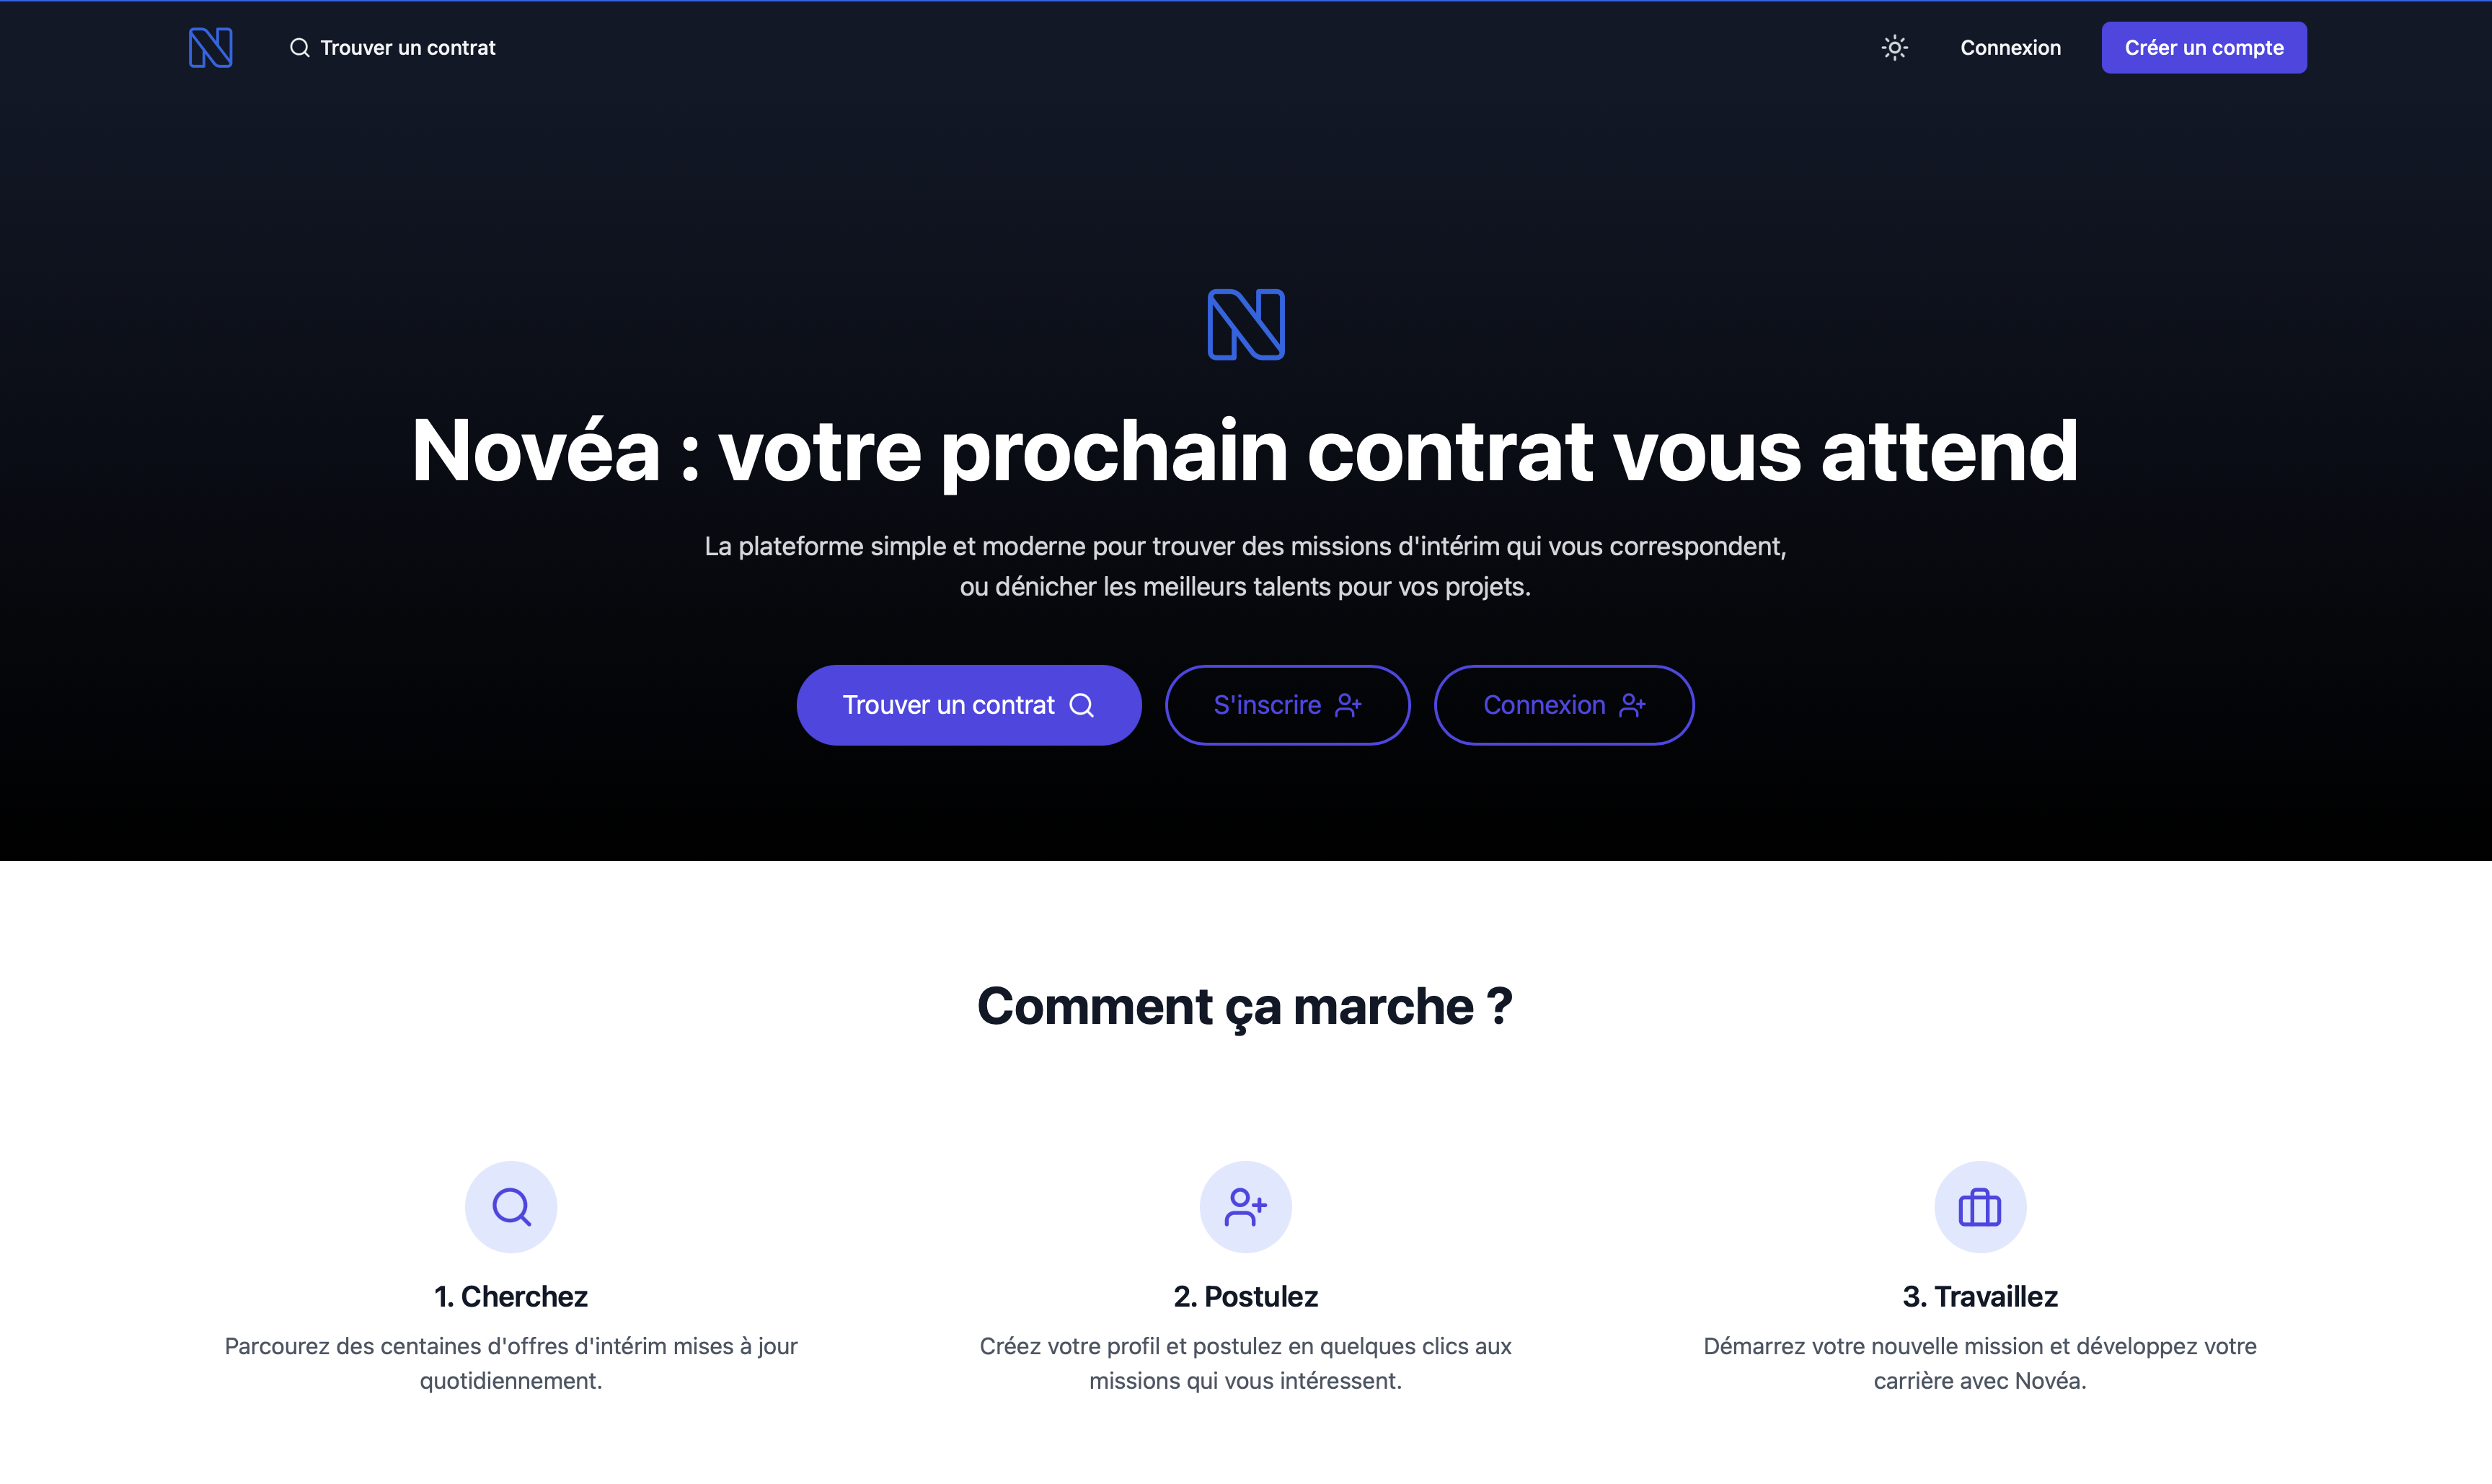 Trouver un contrat
Connexion
Créer un compte
N
Novéa : votre prochain contrat vous attend
La plateforme simple et moderne pour trouver des missions d'intérim qui vous correspondent,
ou dénicher les meilleurs talents pour vos projets.
Trouver un contrat
S'inscrire
Connexion
Comment ça marche ?
1. Cherchez
Parcourez des centaines d'offres d'intérim mises à jour
quotidiennement.
2. Postulez
Créez votre profil et postulez en quelques clics aux
missions qui vous intéressent.
3. Travaillez
Démarrez votre nouvelle mission et développez votre
carrière avec Novéa.